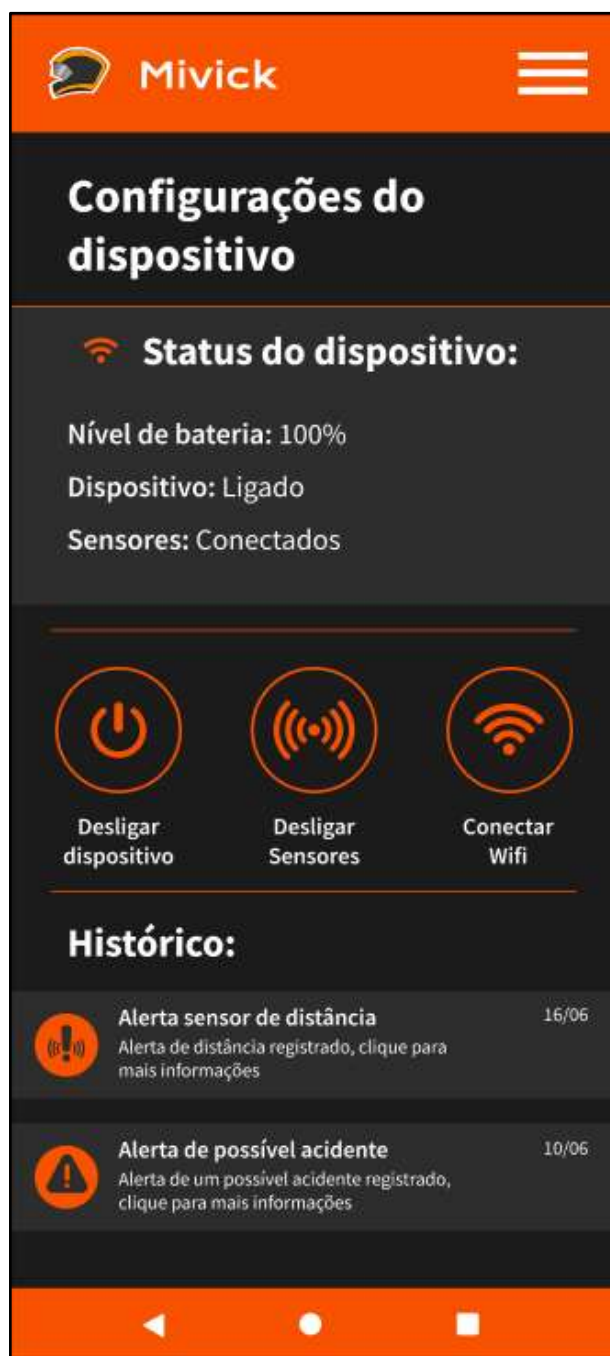 Mivick
Configurações do
dispositivo
Status do dispositivo:
Nível de bateria: 100%
Dispositivo: Ligado
Sensores: Conectados
Desligar
dispositivo
Desligar
Sensores
Conectar
Wifi
Histórico:
Alerta sensor de distância 16/06
Alerta de distância registrado, clique para
mais informações
Alerta de possível acidente 10/06
Alerta de um possível acidente registrado,
clique para mais informações